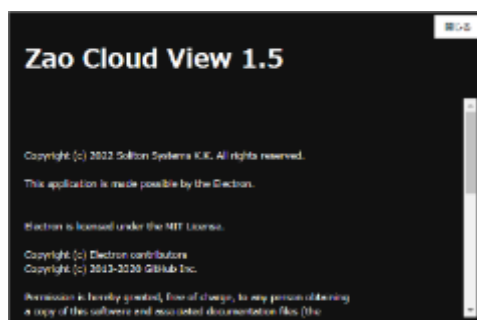 閉じる
Zao Cloud View 1.5
Copyright (c) 2022 Soliton Systems K.K. All rights reserved.
This application is made possible by the Electron.
Electron is licensed under the MIT License.
Copyright (c) Electron contributors
Copyright (c) 2013-2020 GitHub Inc.
Permission is hereby granted, free of charge, to any person obtaining
a copy of this software and associated documentation files (the